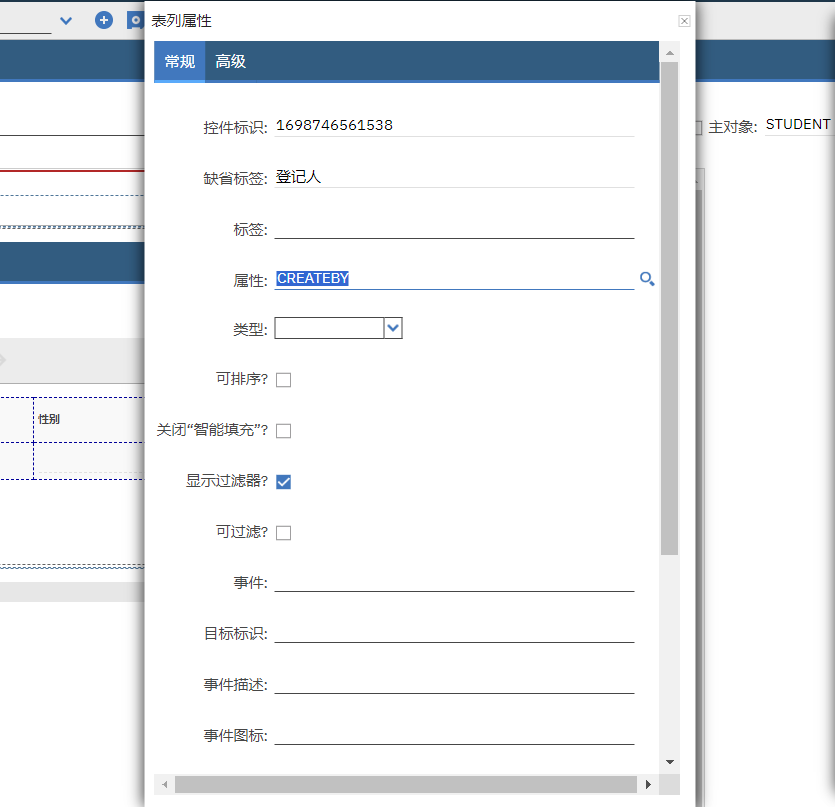 表列属性
常规 高级
控件标识: 1698746561538
主对象: STUDENT
缺省标签: 登记人
标签:
属性: CREATEBY
类型:
可排序?
性别
关闭“智能填充”?
显示过滤器?
可过滤?
事件:
目标标识:
事件描述:
事件图标: